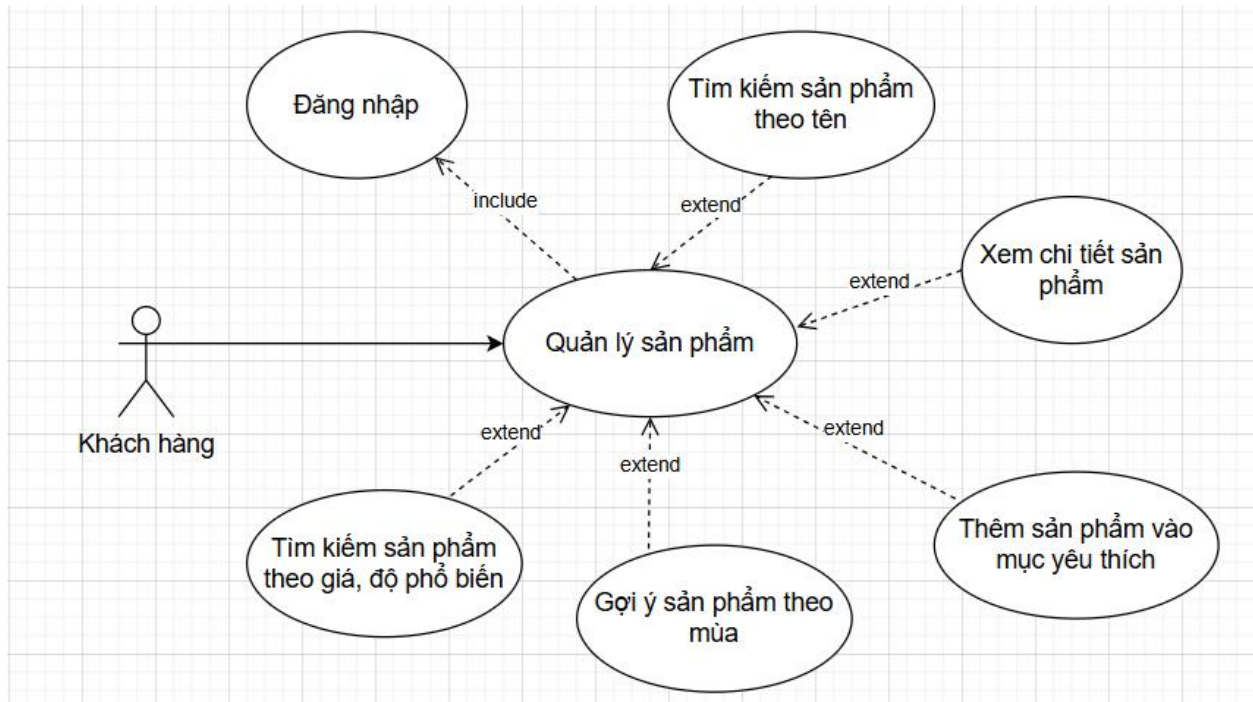 Đăng nhập
Tìm kiếm sản phẩm
theo tên
include
extend
Xem chi tiết sản
phẩm
extend
Quản lý sản phẩm
Khách hàng
extend
extend
extend
Tìm kiếm sản phẩm
theo giá, độ phổ biến
Gợi ý sản phẩm theo
mùa
Thêm sản phẩm vào
mục yêu thích